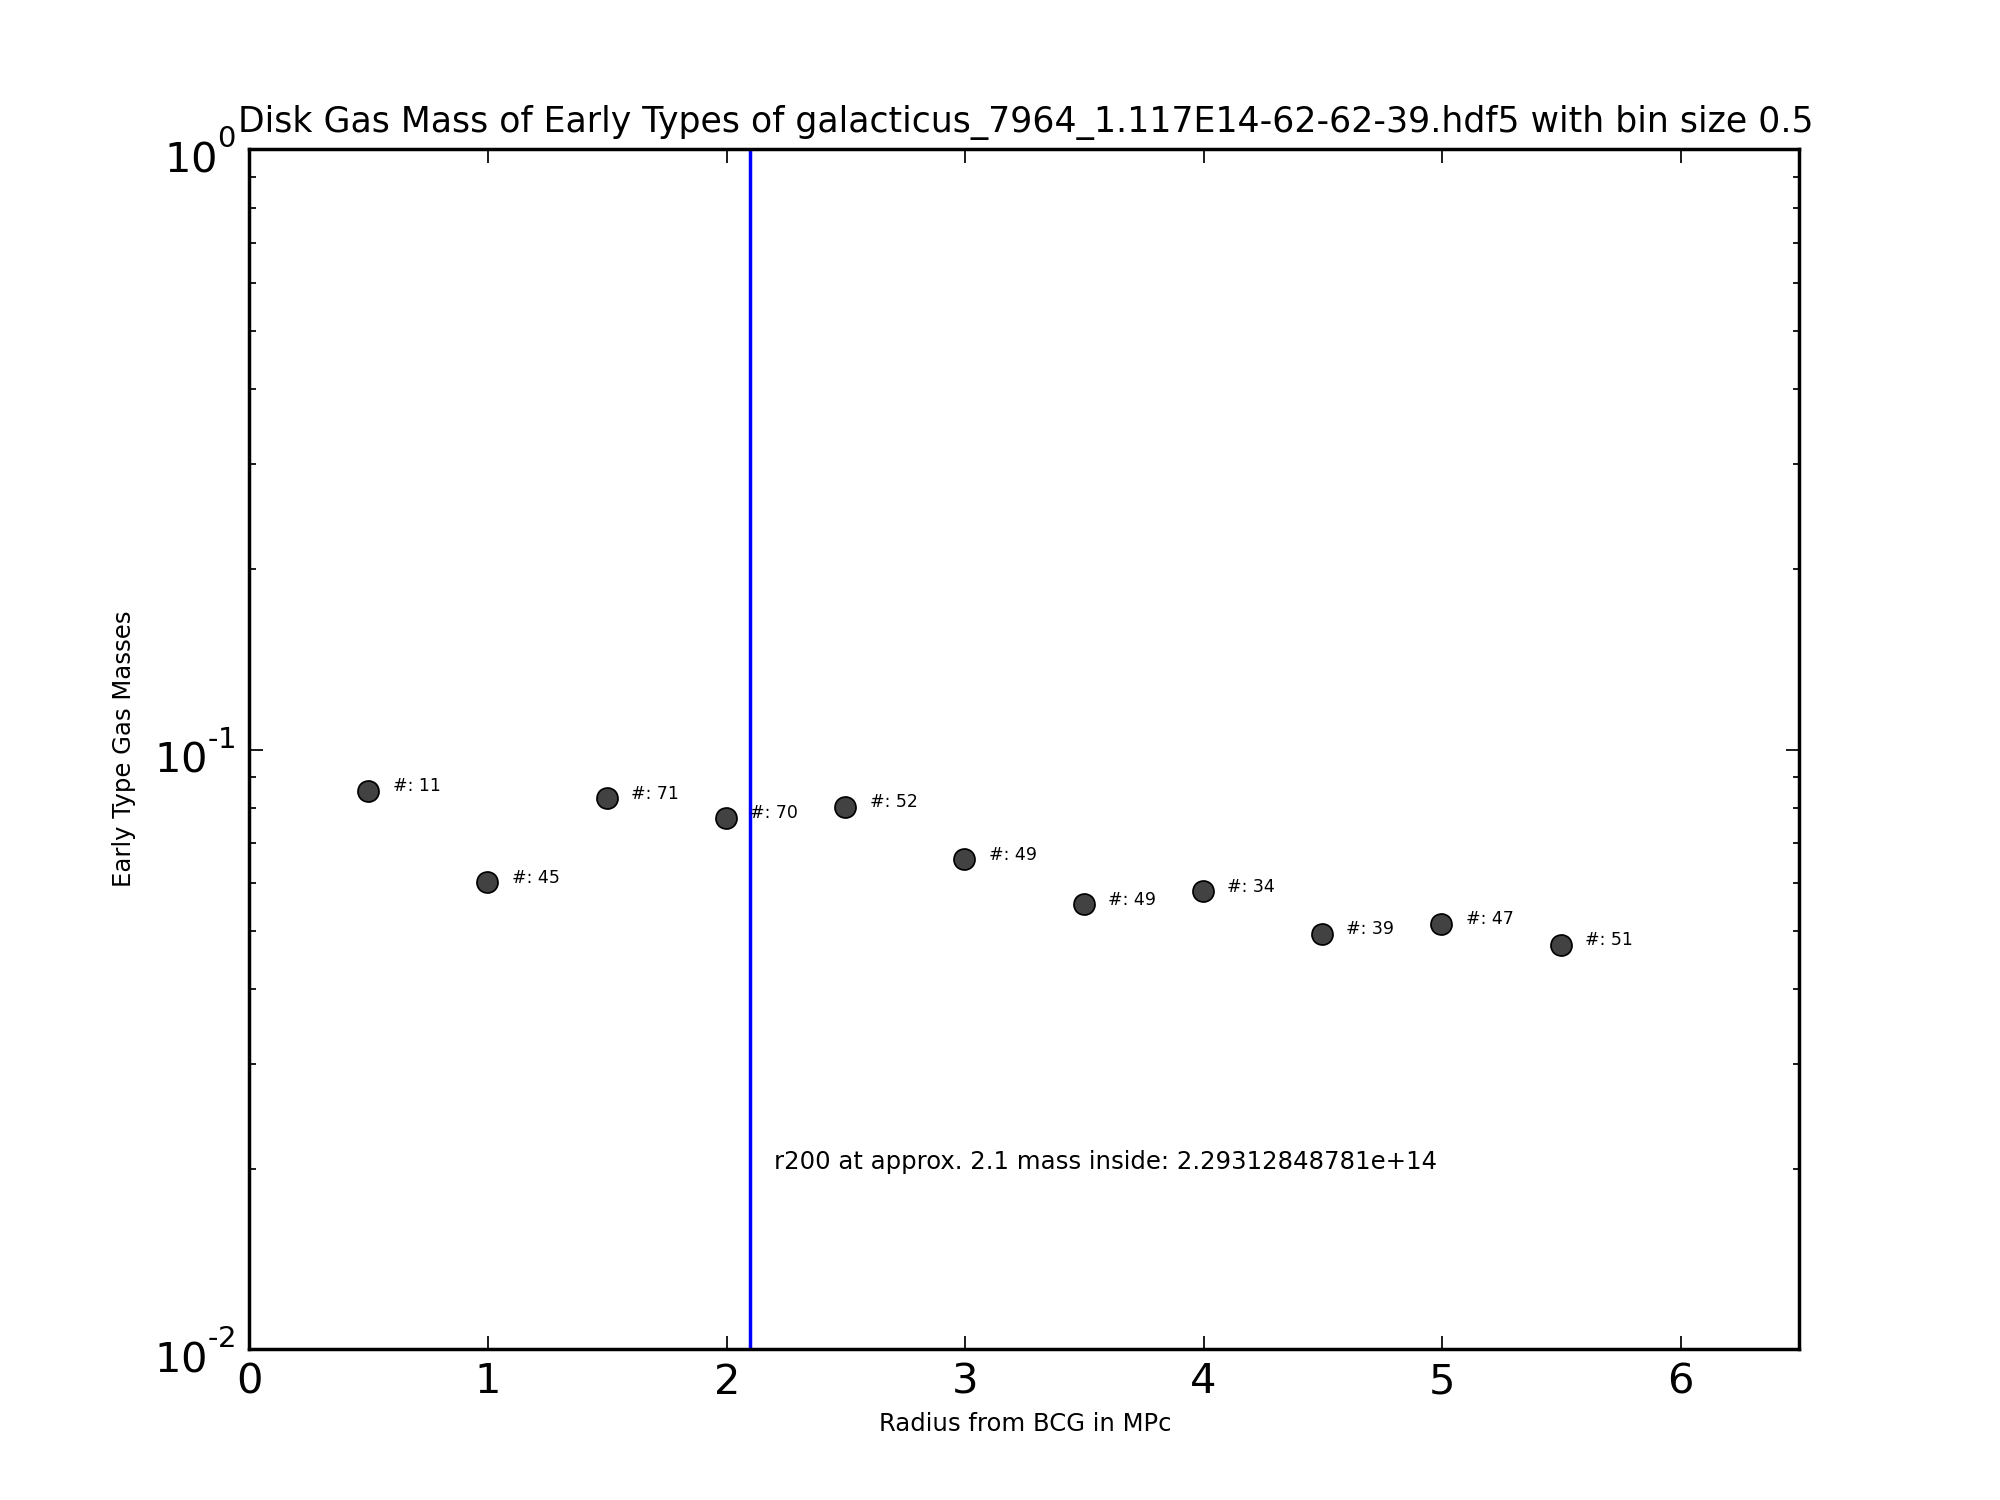 Disk Gas Mass of Early Types of galacticus_7964_1.117E14-62-62-39.hdf5 with bin size 0.5
10^0
10^-1
10^-2
Early Type Gas Masses
#: 11
#: 45
#: 71
#: 70
#: 52
#: 49
#: 49
#: 34
#: 39
#: 47
#: 51
r200 at approx. 2.1 mass inside: 2.29312848781e+14
0 1 2 3 4 5 6
Radius from BCG in MPc